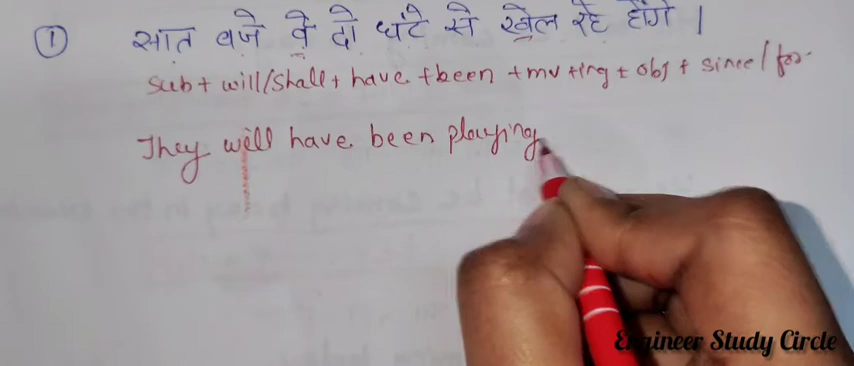 ① सात बजे वे दो घंटे से खेल रहे होंगे ।
Sub + will/Shall + have + been + mv + ing + obj + since/for
They will have been playing
Engineer Study Circle